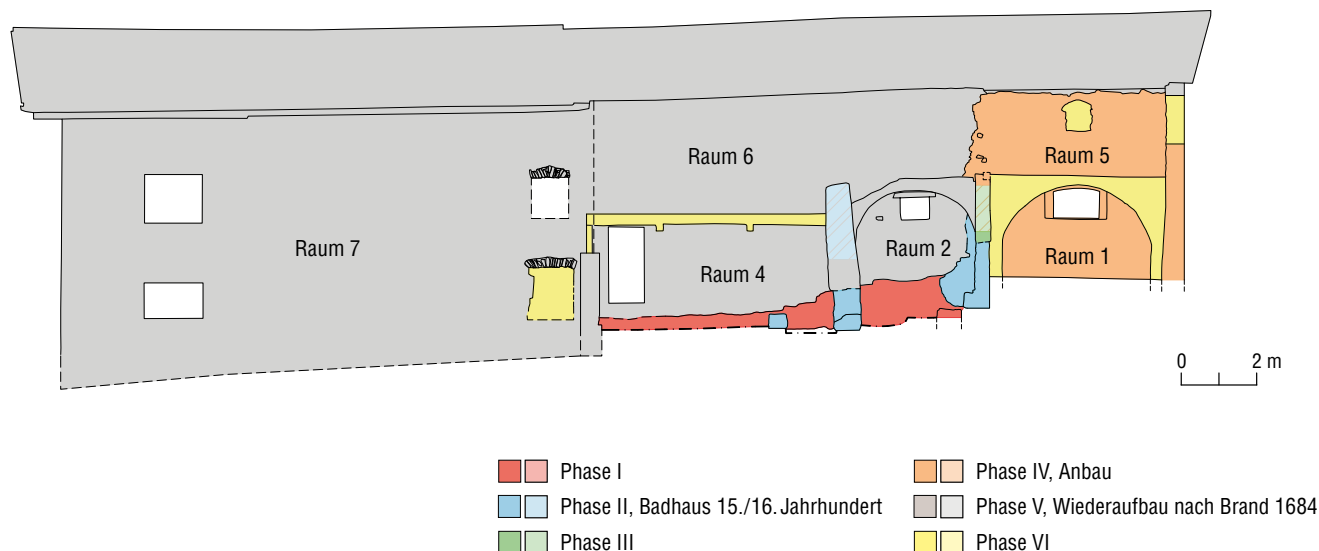 Raum 6
Raum 5
Raum 7
Raum 4
Raum 2
Raum 1
0 2 m
Phase I
Phase II, Badhaus 15./16. Jahrhundert
Phase III
Phase IV, Anbau
Phase V, Wiederaufbau nach Brand 1684
Phase VI